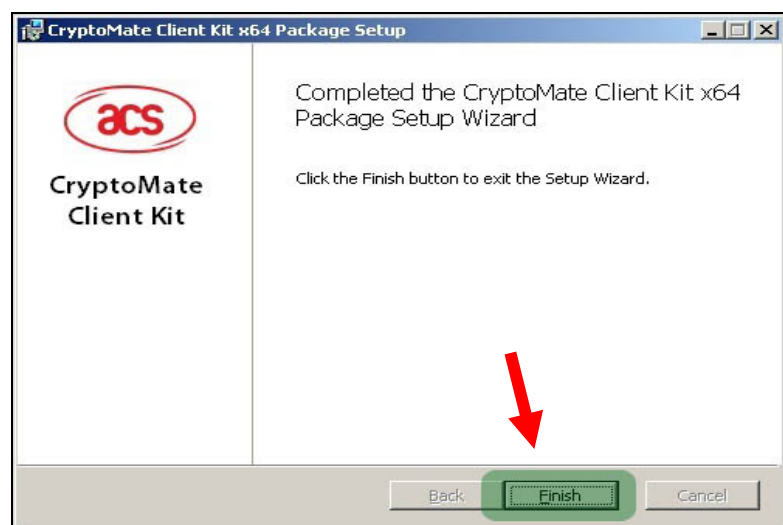 CryptoMate Client Kit x64 Package Setup
acs
CryptoMate
Client Kit
Completed the CryptoMate Client Kit x64
Package Setup Wizard
Click the Finish button to exit the Setup Wizard.
Back
Finish
Cancel